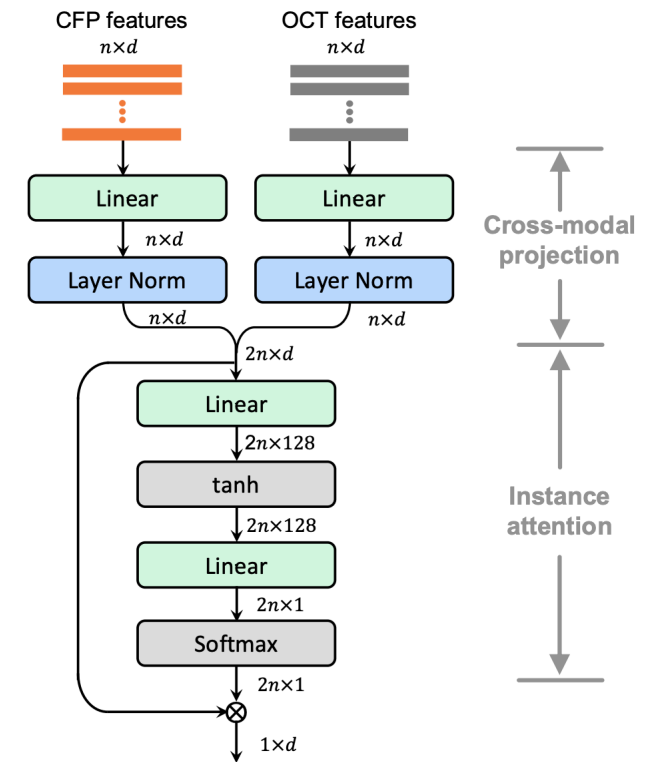 CFP features
OCT features
n×d
n×d
Linear
Linear
n×d
n×d
Layer Norm
Layer Norm
Cross-modal
projection
n×d
n×d
2n×d
Linear
2n×128
tanh
2n×128
Instance
attention
Linear
2n×1
Softmax
2n×1
1×d